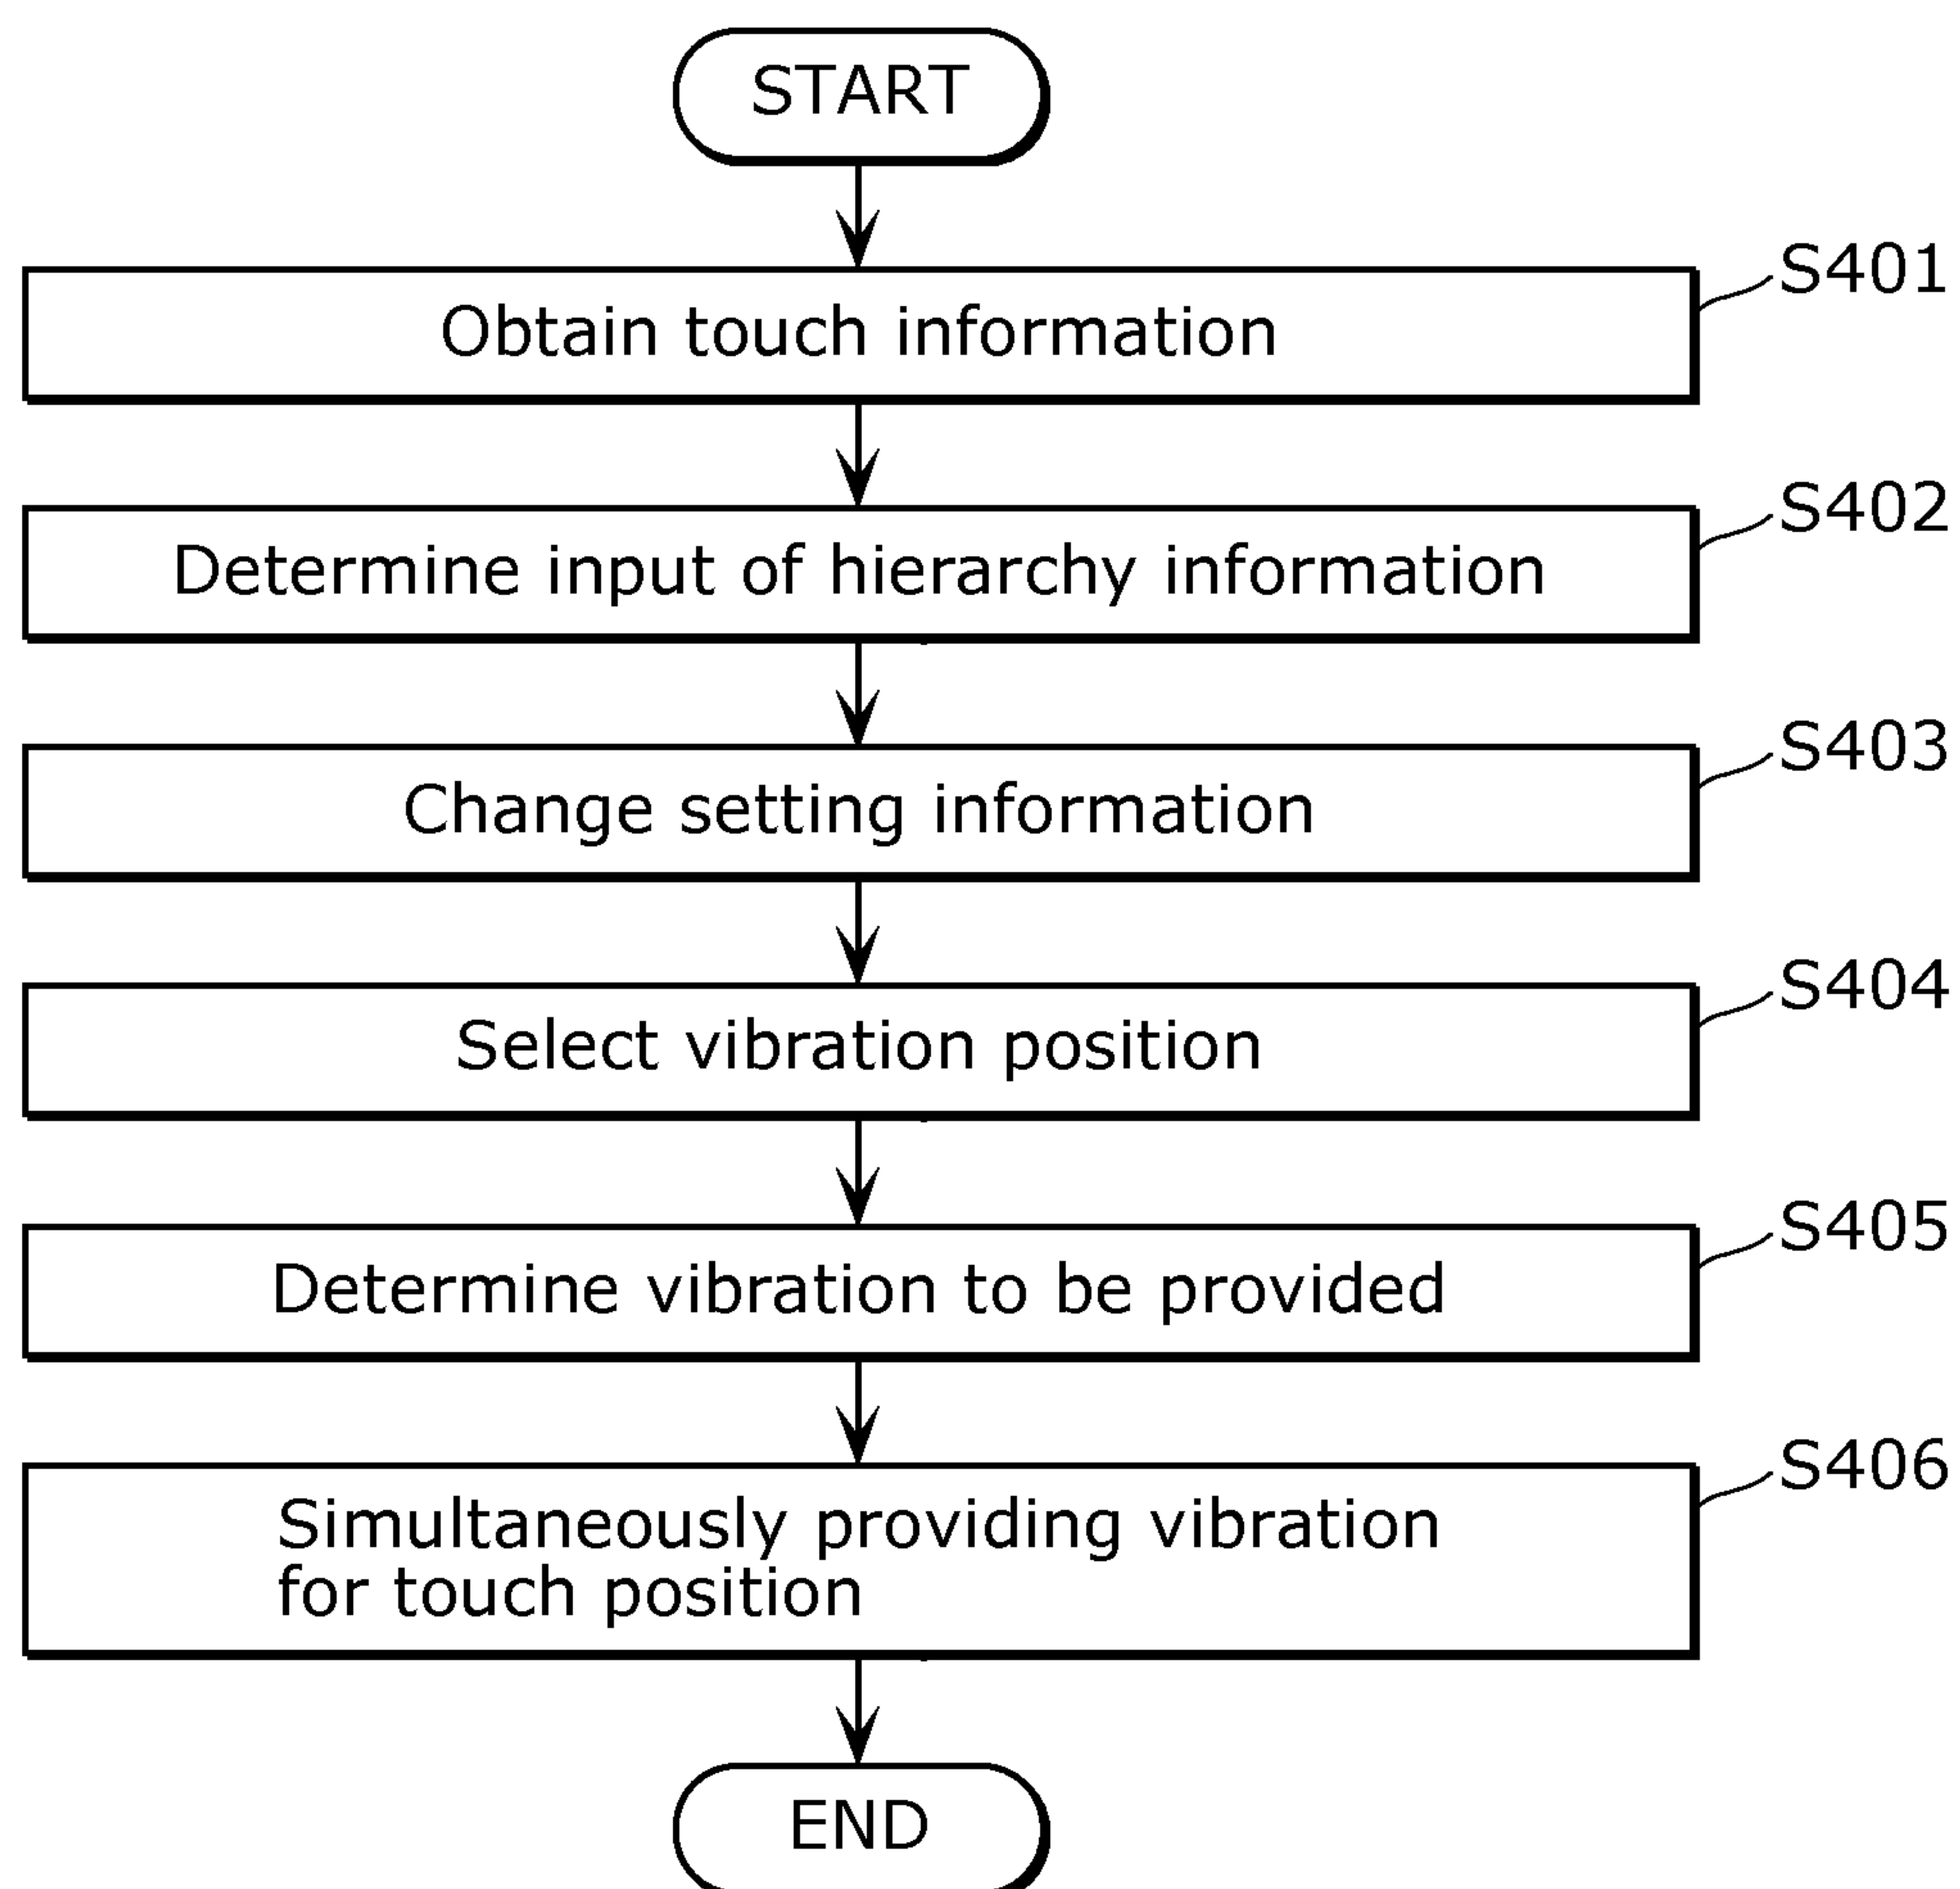 START
S401
Obtain touch information
S402
Determine input of hierarchy information
S403
Change setting information
S404
Select vibration position
S405
Determine vibration to be provided
S406
Simultaneously providing vibration
for touch position
END